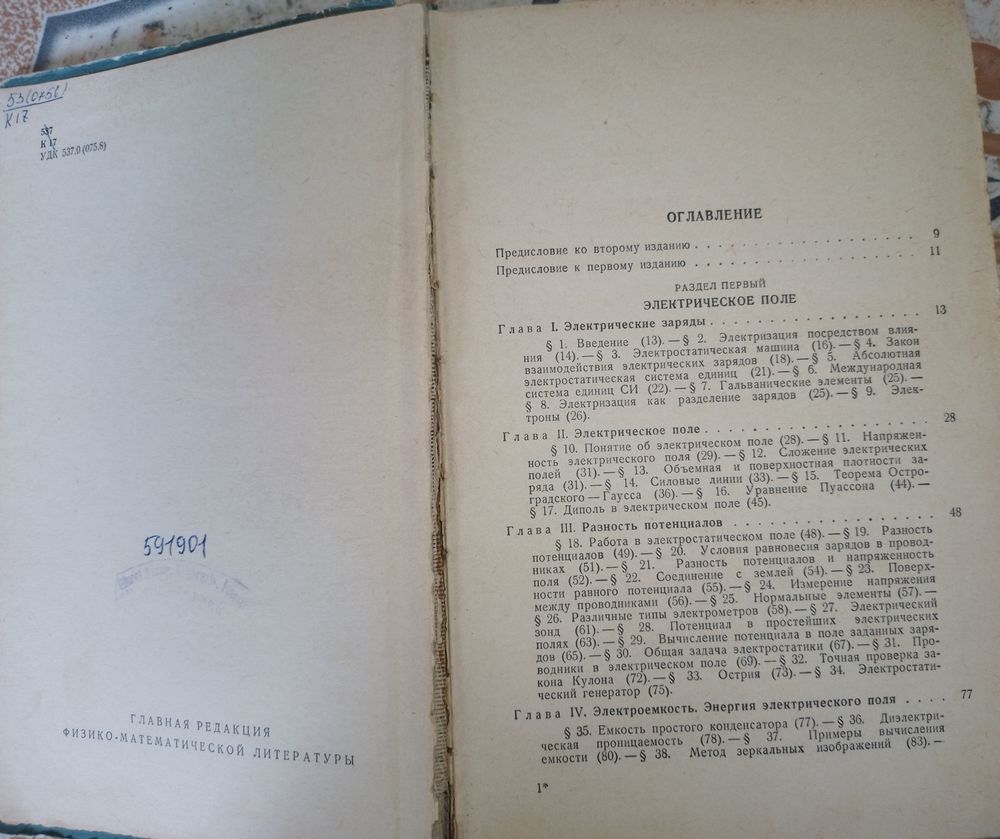 53(075б)
К17
537
К 17
УДК 537.0 (075.8)
591901
ГЛАВНАЯ РЕДАКЦИЯ
ФИЗИКО-МАТЕМАТИЧЕСКОЙ ЛИТЕРАТУРЫ
ОГЛАВЛЕНИЕ
Предисловие ко второму изданию . . . . . . . . . . . . . . . . 9
Предисловие к первому изданию . . . . . . . . . . . . . . . . 11
РАЗДЕЛ ПЕРВЫЙ
ЭЛЕКТРИЧЕСКОЕ ПОЛЕ
Глава I. Электрические заряды . . . . . . . . . . . . . . . . 13
§ 1. Введение (13). — § 2. Электризация посредством влия-
ния (14). — § 3. Электростатическая машина (16). — § 4. Закон
взаимодействия электрических зарядов (18). — § 5. Абсолютная
электростатическая система единиц (21). — § 6. Международная
система единиц СИ (22). — § 7. Гальванические элементы (25). —
§ 8. Электризация как разделение зарядов (25). — § 9. Элек-
троны (26).
Глава II. Электрическое поле . . . . . . . . . . . . . . . . 28
§ 10. Понятие об электрическом поле (28). — § 11. Напряжен-
ность электрического поля (29). — § 12. Сложение электрических
полей (31). — § 13. Объемная и поверхностная плотности за-
ряда (31). — § 14. Силовые линии (33). — § 15. Теорема Остро-
градского — Гаусса (36). — § 16. Уравнение Пуассона (44). —
§ 17. Диполь в электрическом поле (45).
Глава III. Разность потенциалов . . . . . . . . . . . . . . . . 48
§ 18. Работа в электростатическом поле (48). — § 19. Разность
потенциалов (49). — § 20. Условия равновесия зарядов в провод-
никах (51). — § 21. Разность потенциалов и напряженность
поля (52). — § 22. Соединение с землей (54). — § 23. Поверх-
ности равного потенциала (55). — § 24. Измерение напряжения
между проводниками (56). — § 25. Нормальные элементы (57). —
§ 26. Различные типы электрометров (58). — § 27. Электрический
зонд (61). — § 28. Потенциал в простейших электрических
полях (63). — § 29. Вычисление потенциала в поле заданных заря-
дов (65). — § 30. Общая задача электростатики (67). — § 31. Про-
водники в электрическом поле (69). — § 32. Точная проверка за-
кона Кулона (72). — § 33. Острия (73). — § 34. Электростати-
ческий генератор (75).
Глава IV. Электроемкость. Энергия электрического поля . . . . 77
§ 35. Емкость простого конденсатора (77). — § 36. Диэлектри-
ческая проницаемость (78). — § 37. Примеры вычисления
емкости (80). — § 38. Метод зеркальных изображений (83). —
1*